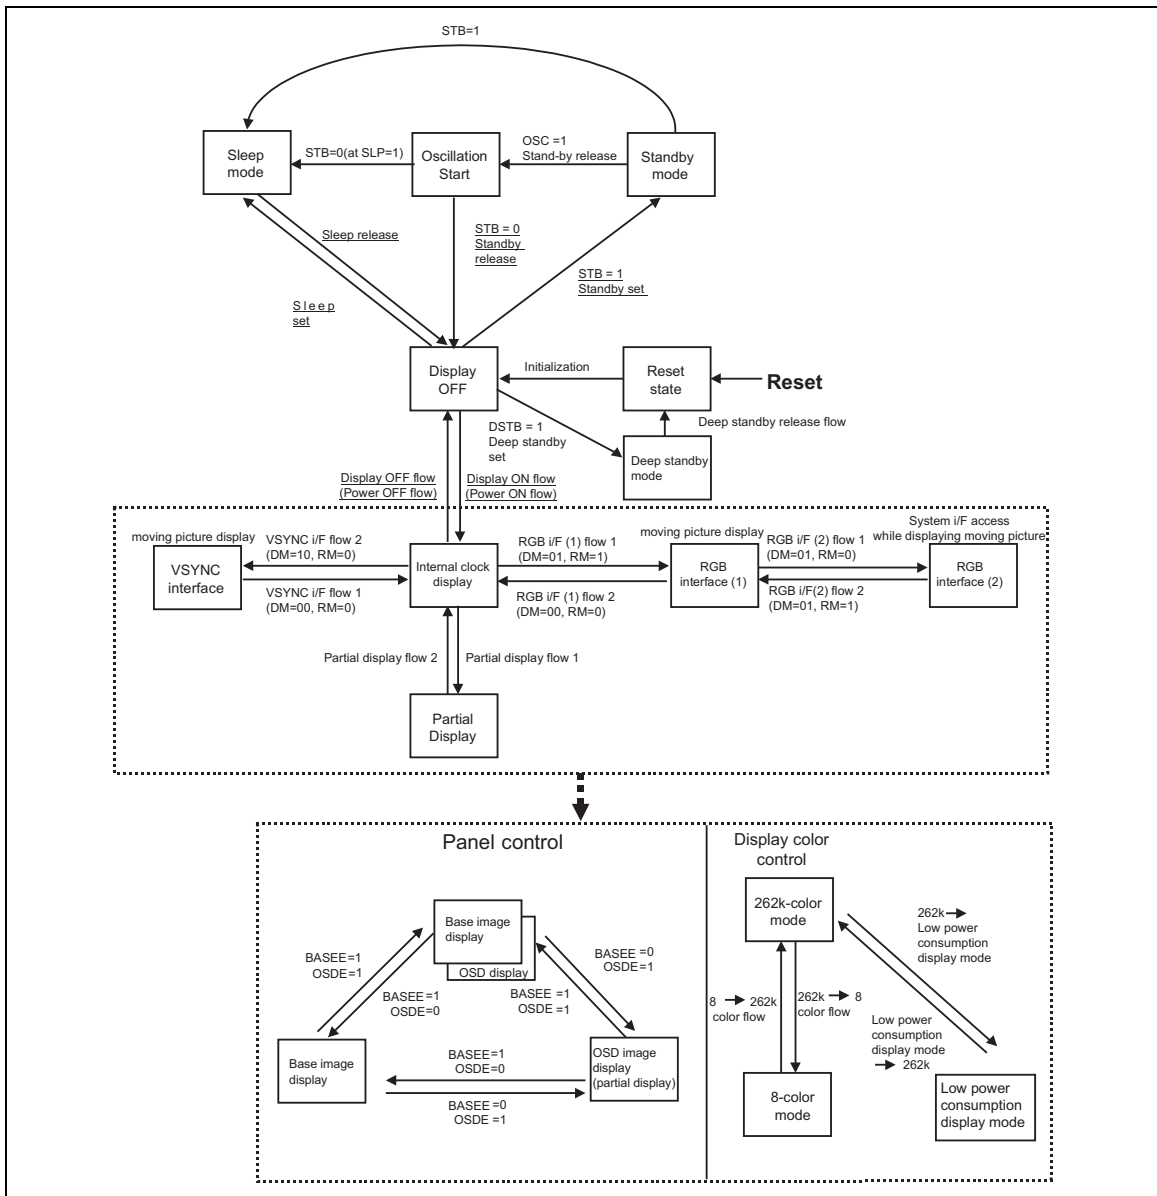 STB=1
Sleep
mode
STB=0(at SLP=1)
Oscillation
Start
OSC =1
Stand-by release
Standby
mode
Sleep release
STB = 0
Standby
release
STB = 1
Standby set
Sleep
set
Display
OFF
Initialization
Reset
state
Reset
DSTB = 1
Deep standby
set
Deep standby release flow
Deep standby
mode
Display OFF flow
(Power OFF flow)
Display ON flow
(Power ON flow)
moving picture display
VSYNC i/F flow 2
(DM=10, RM=0)
VSYNC
interface
VSYNC i/F flow 1
(DM=00, RM=0)
Internal clock
display
RGB i/F (1) flow 1
(DM=01, RM=1)
RGB i/F (1) flow 2
(DM=00, RM=0)
moving picture display
RGB
interface (1)
RGB i/F (2) flow 1
(DM=01, RM=0)
RGB i/F(2) flow 2
(DM=01, RM=1)
System i/F access
while displaying moving picture
RGB
interface (2)
Partial display flow 2
Partial display flow 1
Partial
Display
Panel control
Base image
display
OSD display
BASEE=1
OSDE=1
BASEE=1
OSDE=0
BASEE=0
OSDE=1
BASEE=1
OSDE=1
Base image
display
BASEE=1
OSDE=0
BASEE=0
OSDE=1
OSD image
display
(partial display)
Display color
control
262k-color
mode
262k →
Low power
consumption
display mode
8 → 262k
color flow
262k → 8
color flow
Low power
consumption
display mode
→ 262k
8-color
mode
Low power
consumption
display mode